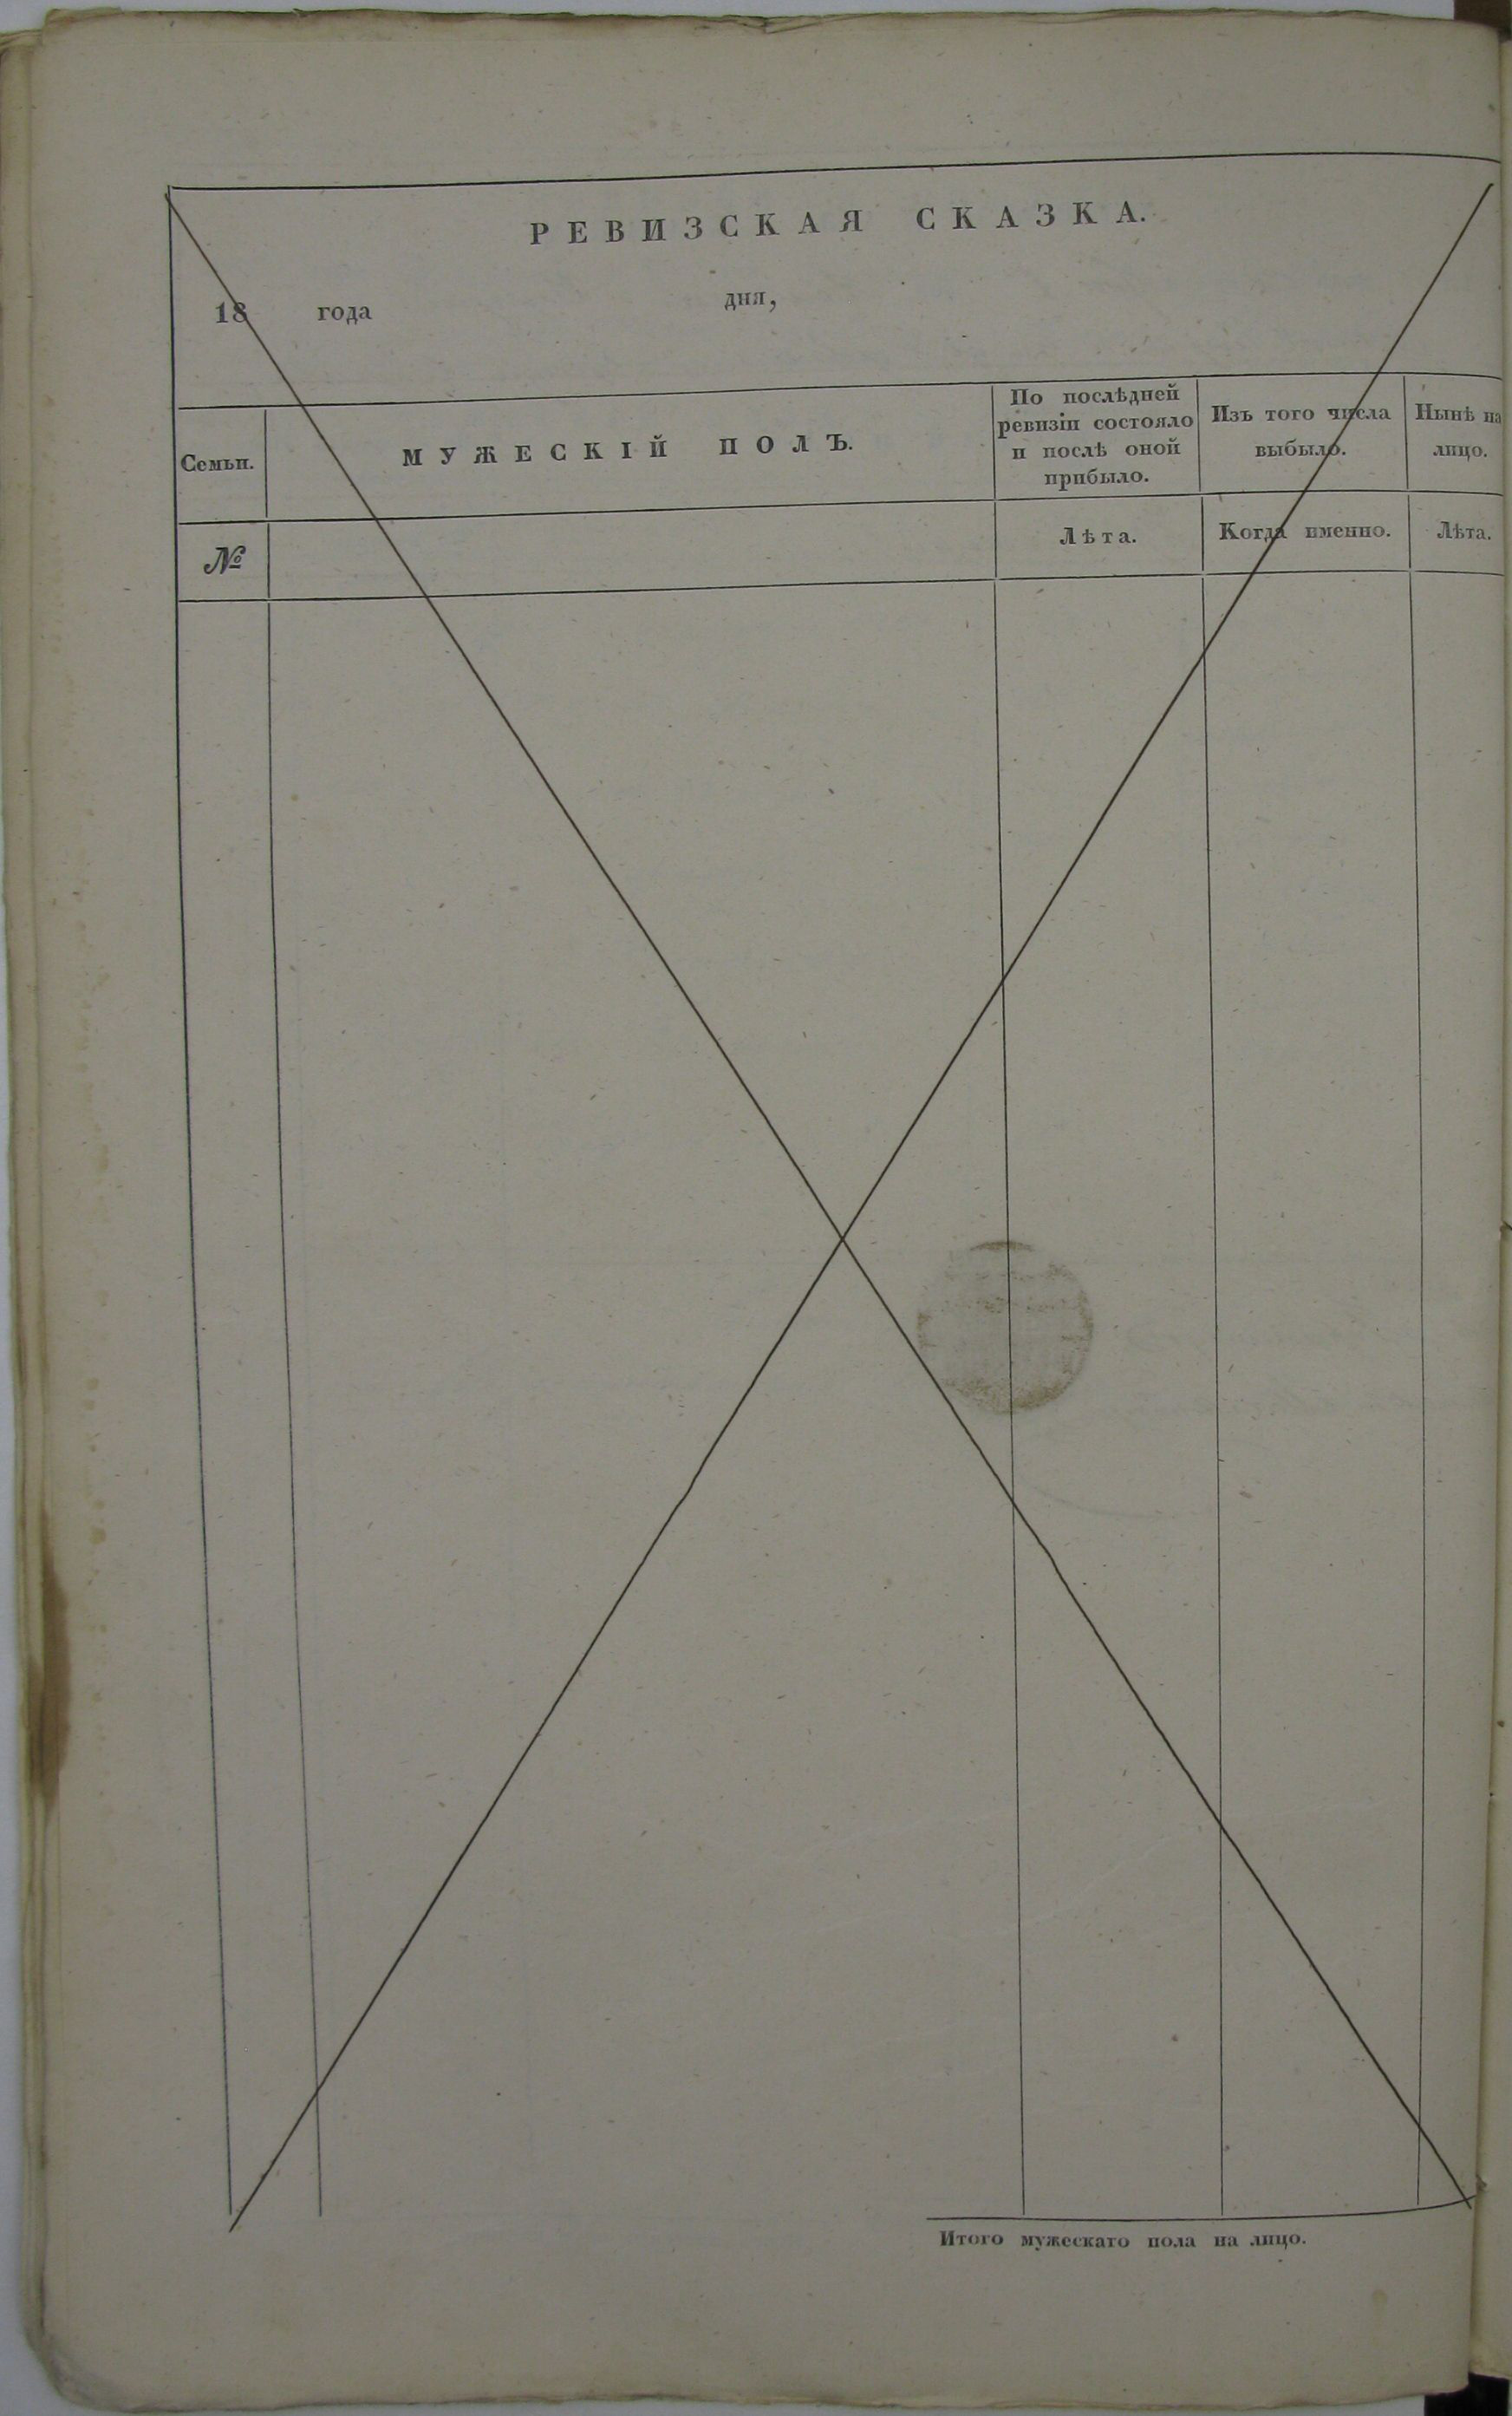 РЕВИЗСКАЯ СКАЗКА.
18 года дня,
Семьи.
МУЖЕСКІЙ ПОЛЪ.
По послѣдней
ревизіи состояло
и послѣ оной
прибыло.
Изъ того числа
выбыло.
Нынѣ на
лицо.
№
Лѣта.
Когда именно.
Лѣта.
Итого мужескаго пола на лицо.